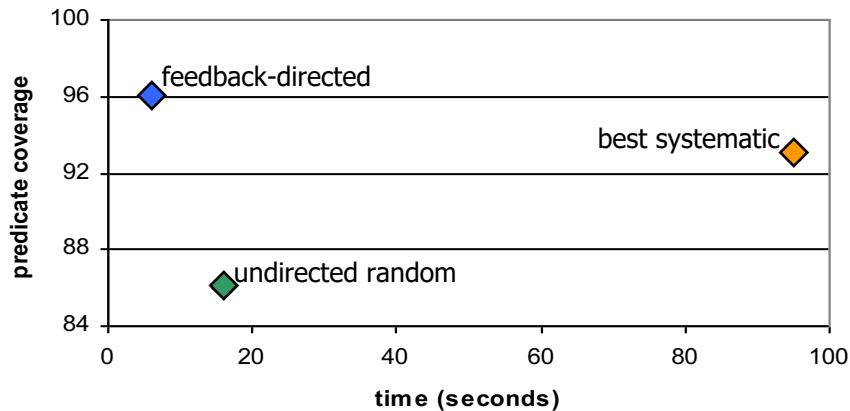 100
feedback-directed
96
best systematic
92
88
undirected random
84
predicate coverage
0 20 40 60 80 100
time (seconds)